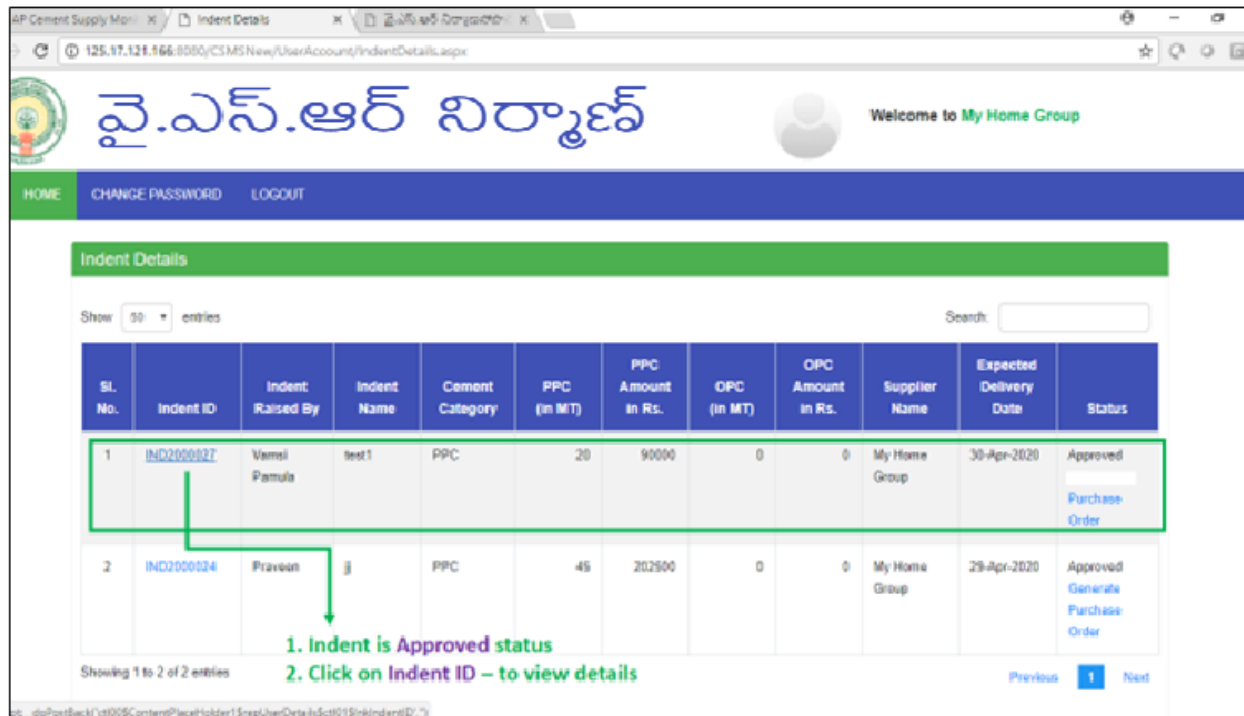 AP Cement Supply Moni
Indent Details
వై.ఎస్.ఆర్
125.17.121.166:8080/CSMSNew/UserAccount/IndentDetails.aspx
వై.ఎస్.ఆర్ నిర్మాణ్
Welcome to My Home Group
HOME CHANGE PASSWORD LOGOUT
Indent Details
Show 50 entries
Search:
Sl. No.
Indent ID
Indent Raised By
Indent Name
Cement Category
PPC (in MT)
PPC Amount in Rs.
OPC (in MT)
OPC Amount in Rs.
Supplier Name
Expected Delivery Date
Status
1 IND2000027 Vamsi test1 PPC 20 90000 0 0 My Home 30-Apr-2020 Approved
Pamula Group
Purchase
Order
2 IND2000024 Praveen jj PPC 45 202500 0 0 My Home 29-Apr-2020 Approved
Group Generate
Purchase
Order
1. Indent is Approved status
2. Click on Indent ID – to view details
Showing 1 to 2 of 2 entries
Previous 1 Next